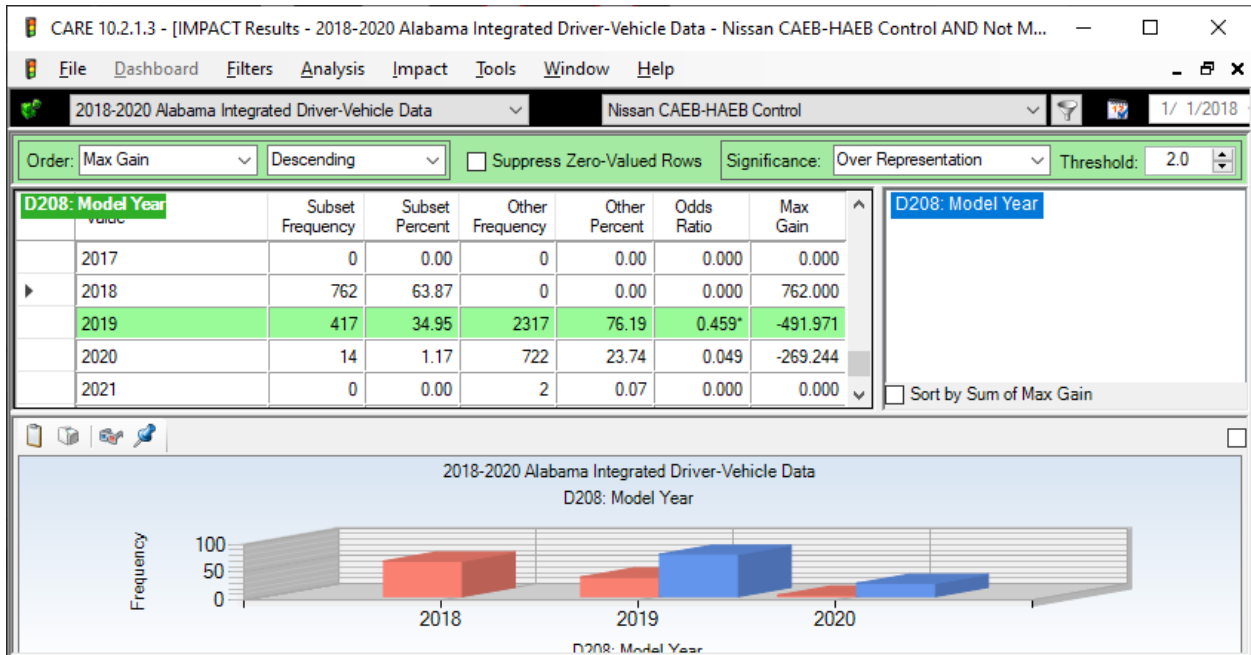 CARE 10.2.1.3 - [IMPACT Results - 2018-2020 Alabama Integrated Driver-Vehicle Data - Nissan CAEB-HAEB Control AND Not M...
File Dashboard Filters Analysis Impact Tools Window Help
2018-2020 Alabama Integrated Driver-Vehicle Data Nissan CAEB-HAEB Control 1/ 1/2018
Order: Max Gain Descending Suppress Zero-Valued Rows Significance: Over Representation Threshold: 2.0
D208: Model Year Subset Frequency Subset Percent Other Frequency Other Percent Odds Ratio Max Gain D208: Model Year
2017 0 0.00 0 0.00 0.000 0.000
2018 762 63.87 0 0.00 0.000 762.000
2019 417 34.95 2317 76.19 0.459* -491.971
2020 14 1.17 722 23.74 0.049 -269.244
2021 0 0.00 2 0.07 0.000 0.000 Sort by Sum of Max Gain
2018-2020 Alabama Integrated Driver-Vehicle Data
D208: Model Year
Frequency
100
50
0
2018 2019 2020
D208: Model Year